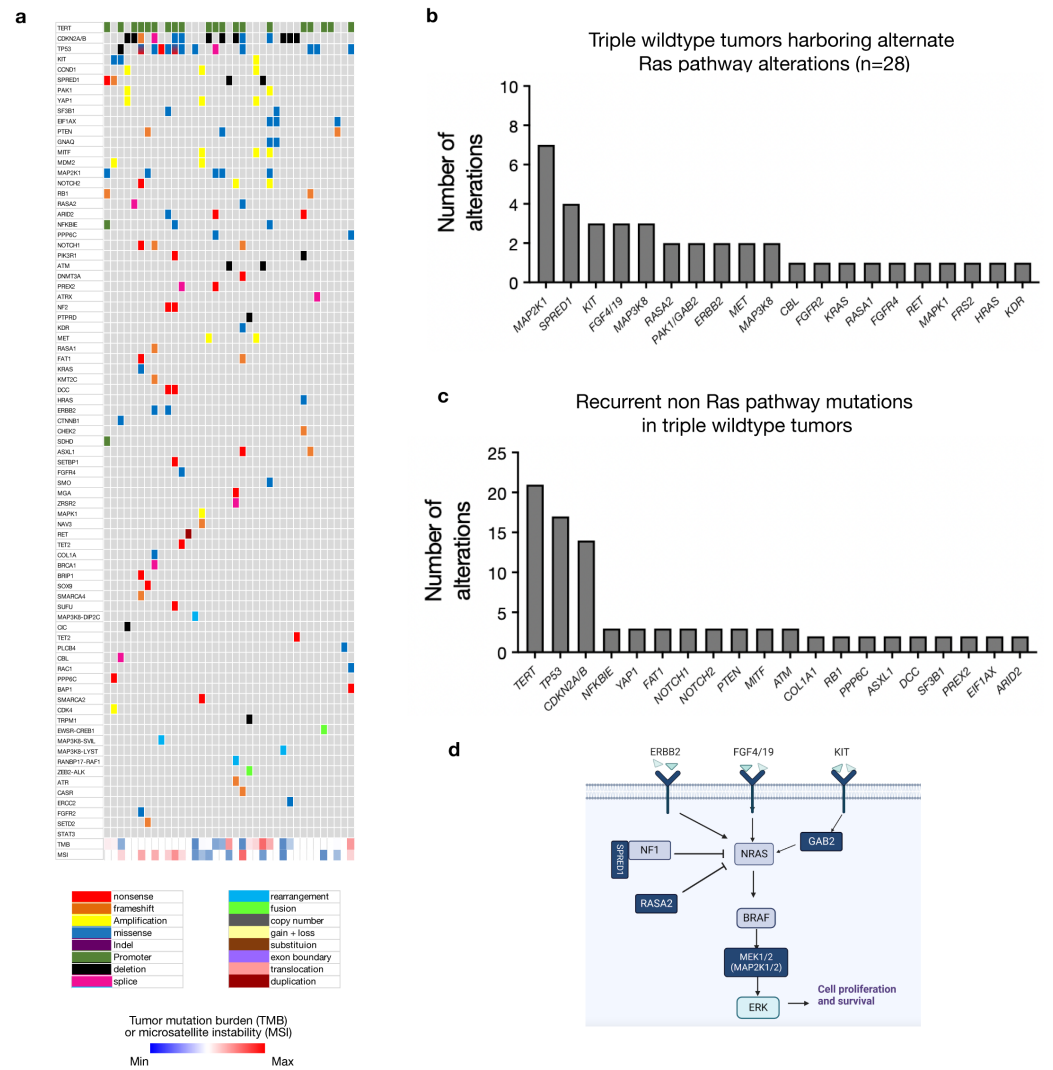 a
TERT
CDKN2A/B
TP53
KIT
CCND1
SPRED1
PAK1
YAP1
SF3B1
EIF1AX
PTEN
GNAQ
MITF
MDM2
MAP2K1
NOTCH2
RB1
RASA2
ARID2
NFKBIE
PPP6C
NOTCH1
PIK3R1
ATM
DNMT3A
PREX2
ATRX
NF2
PTPRD
KDR
MET
RASA1
FAT1
KRAS
KMT2C
DCC
HRAS
ERBB2
CTNNB1
CHEK2
SDHD
ASXL1
SETBP1
FGFR4
SMO
MGA
ZRSR2
MAPK1
NAV3
RET
TET2
COL1A
BRCA1
BRIP1
SOX9
SMARCA4
SUFU
MAP3K8-DIP2C
CIC
TET2
PLCB4
CBL
RAC1
PPP6C
BAP1
SMARCA2
CDK4
TRPM1
EWSR-CREB1
MAP3K8-SVIL
MAP3K8-LYST
RANBP17-RAF1
ZEB2-ALK
ATR
CASR
ERCC2
FGFR2
SETD2
STAT3
TMB
MSI
nonsense
frameshift
Amplification
missense
Indel
Promoter
deletion
splice
rearrangement
fusion
copy number
gain + loss
substituion
exon boundary
translocation
duplication
Tumor mutation burden (TMB)
or microsatellite instability (MSI)
Min Max
b
Triple wildtype tumors harboring alternate
Ras pathway alterations (n=28)
Number of
alterations
10
8
6
4
2
0
MAP2K1
SPRED1
KIT
FGF4/19
MAP3K8
RASA2
PAK1/GAB2
ERBB2
MET
MAP3K8
CBL
FGFR2
KRAS
RASA1
FGFR4
RET
MAPK1
FRS2
HRAS
KDR
c
Recurrent non Ras pathway mutations
in triple wildtype tumors
Number of
alterations
25
20
15
10
5
0
TERT
TP53
CDKN2A/B
NFKBIE
YAP1
FAT1
NOTCH1
NOTCH2
PTEN
MITF
ATM
COL1A1
RB1
PPP6C
ASXL1
DCC
SF3B1
PREX2
EIF1AX
ARID2
d
ERBB2
FGF4/19
KIT
SPRED1
NF1
NRAS
GAB2
RASA2
BRAF
MEK1/2
(MAP2K1/2)
ERK
Cell proliferation
and survival